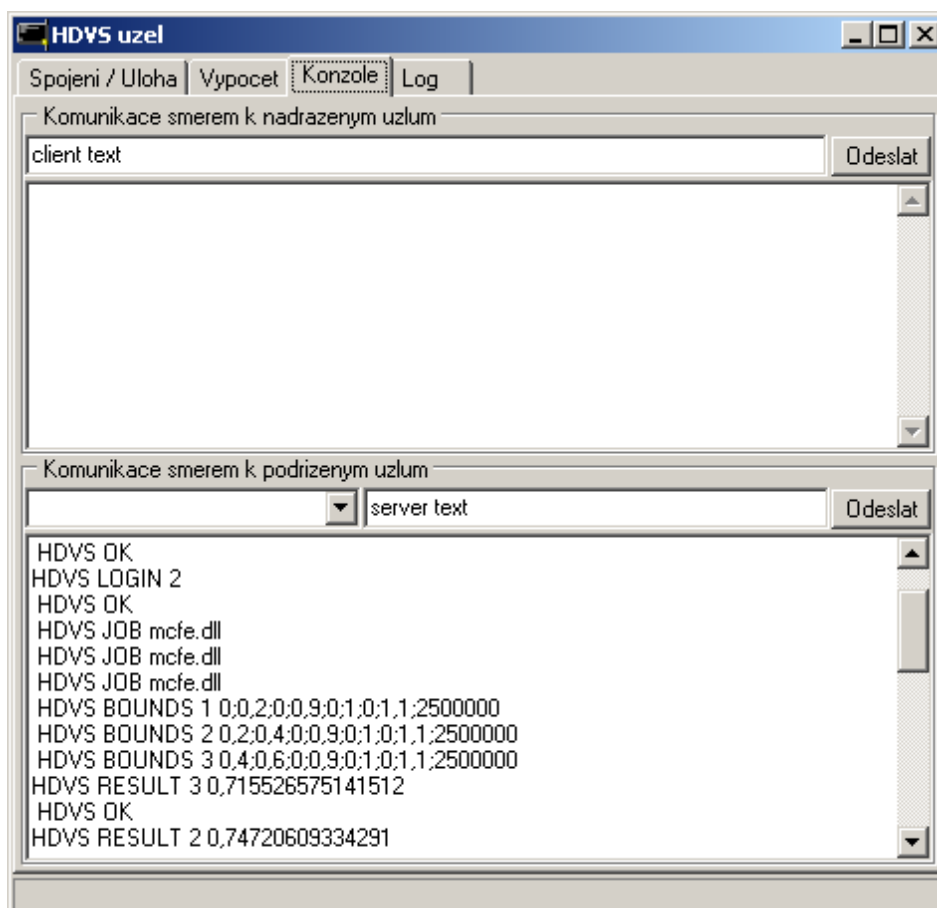 HDVS uzel
Spojeni / Uloha Vypocet Konzole Log
Komunikace smerem k nadrazenym uzlum
client text Odeslat
Komunikace smerem k podrizenym uzlum
server text Odeslat
HDVS OK
HDVS LOGIN 2
HDVS OK
HDVS JOB mcfe.dll
HDVS JOB mcfe.dll
HDVS JOB mcfe.dll
HDVS BOUNDS 1 0;0,2;0;0,9;0;1;0;1,1;2500000
HDVS BOUNDS 2 0,2;0,4;0;0,9;0;1;0;1,1;2500000
HDVS BOUNDS 3 0,4;0,6;0;0,9;0;1;0;1,1;2500000
HDVS RESULT 3 0,715526575141512
HDVS OK
HDVS RESULT 2 0,74720609334291